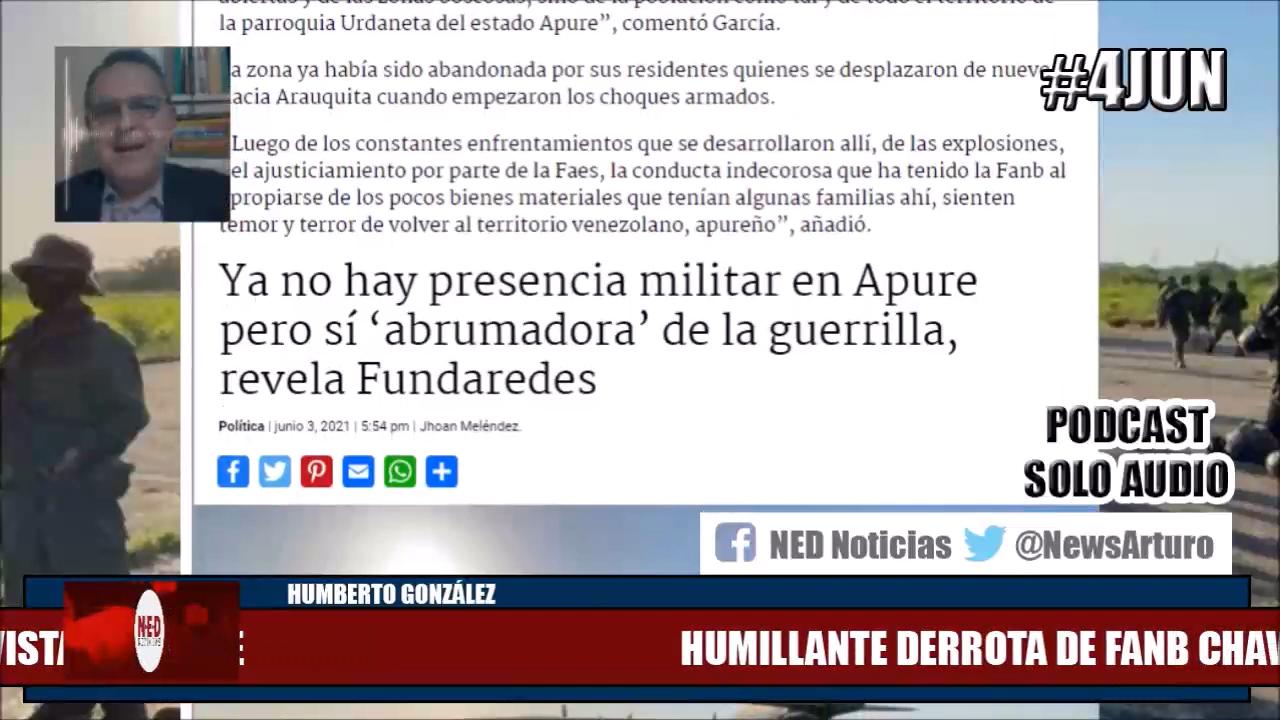 la parroquia Urdaneta del estado Apure”, comentó García.
a zona ya había sido abandonada por sus residentes quienes se desplazaron de nuevo
acia Arauquita cuando empezaron los choques armados.
Luego de los constantes enfrentamientos que se desarrollaron allí, de las explosiones,
el ajusticiamiento por parte de la Faes, la conducta indecorosa que ha tenido la Fanb al
propiarse de los pocos bienes materiales que tenían algunas familias ahí, sienten
temor y terror de volver al territorio venezolano, apureño”, añadió.
#4JUN
Ya no hay presencia militar en Apure
pero sí ‘abrumadora’ de la guerrilla,
revela Fundaredes
Política | junio 3, 2021 | 5:54 pm | Jhoan Meléndez.
PODCAST
SOLO AUDIO
NED Noticias @NewsArturo
HUMBERTO GONZÁLEZ
N·E·D
HUMILLANTE DERROTA DE FANB CHAV